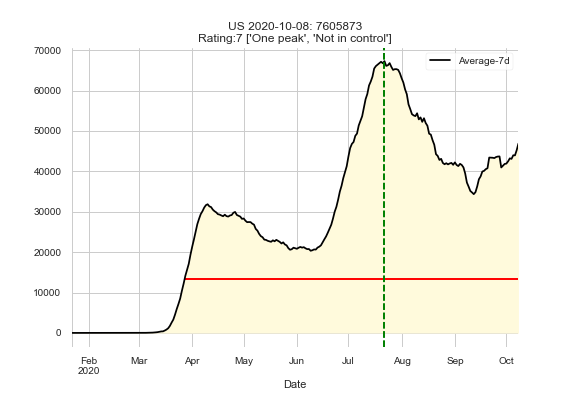 US 2020-10-08: 7605873
Rating:7 ['One peak', 'Not in control']
70000
Average-7d
60000
50000
40000
30000
20000
10000
0
Feb Mar Apr May Jun Jul Aug Sep Oct
2020
Date